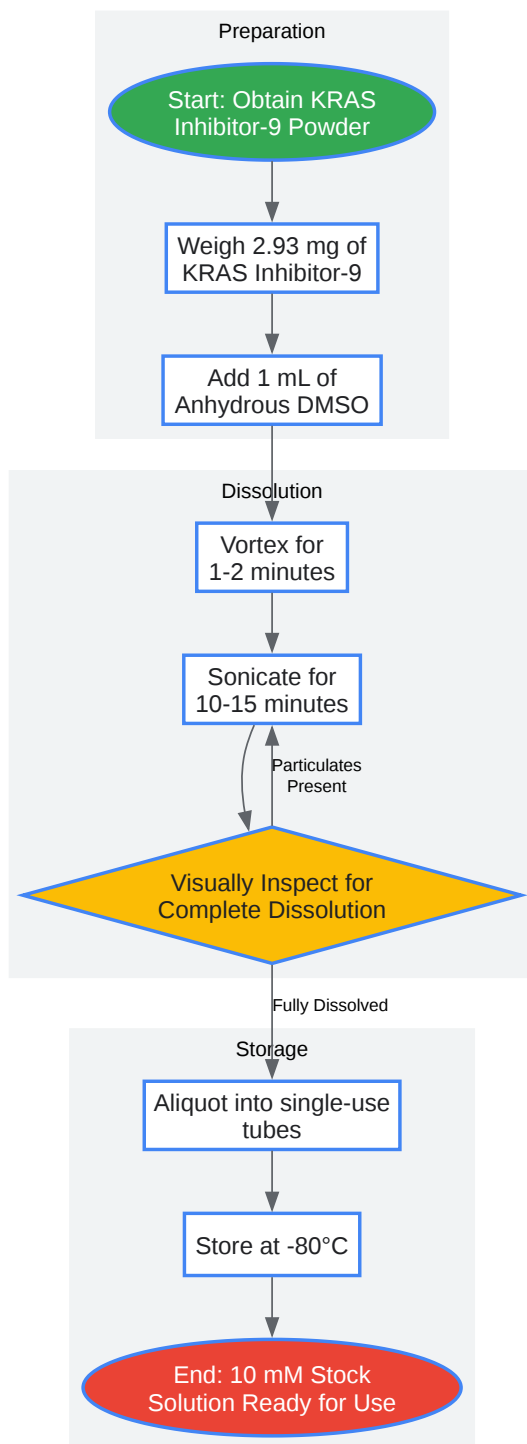 Preparation
Start: Obtain KRAS
Inhibitor-9 Powder
Weigh 2.93 mg of
KRAS Inhibitor-9
Add 1 mL of
Anhydrous DMSO
Dissolution
Vortex for
1-2 minutes
Sonicate for
10-15 minutes
Particulates
Present
Visually Inspect for
Complete Dissolution
Fully Dissolved
Storage
Aliquot into single-use
tubes
Store at -80°C
End: 10 mM Stock
Solution Ready for Use